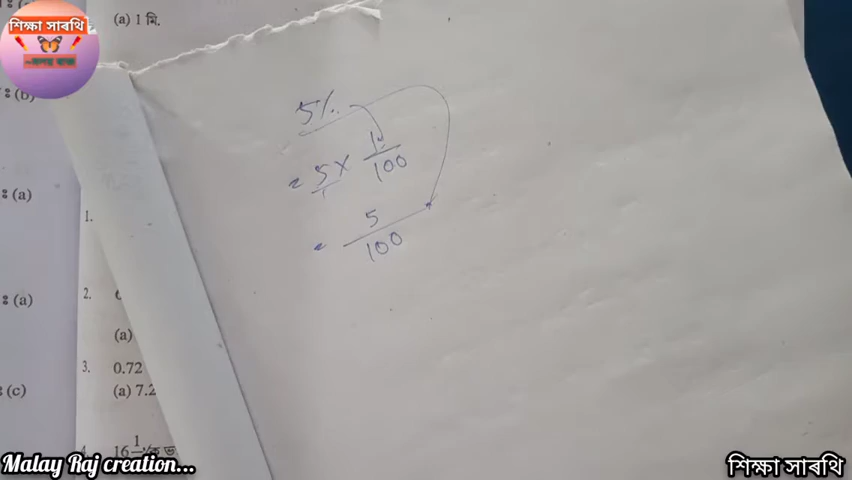 শিক্ষা সাৰথি
(a) 1 মি.
ঃ (b)
5%
= 5/1 × 1/100
= 5/100
ঃ (a)
1.
2.
ঃ (a)
(a)
3. 0.72
(a) 7.2
ঃ (c)
4. 16 1
Malay Raj creation...
শিক্ষা সাৰথি